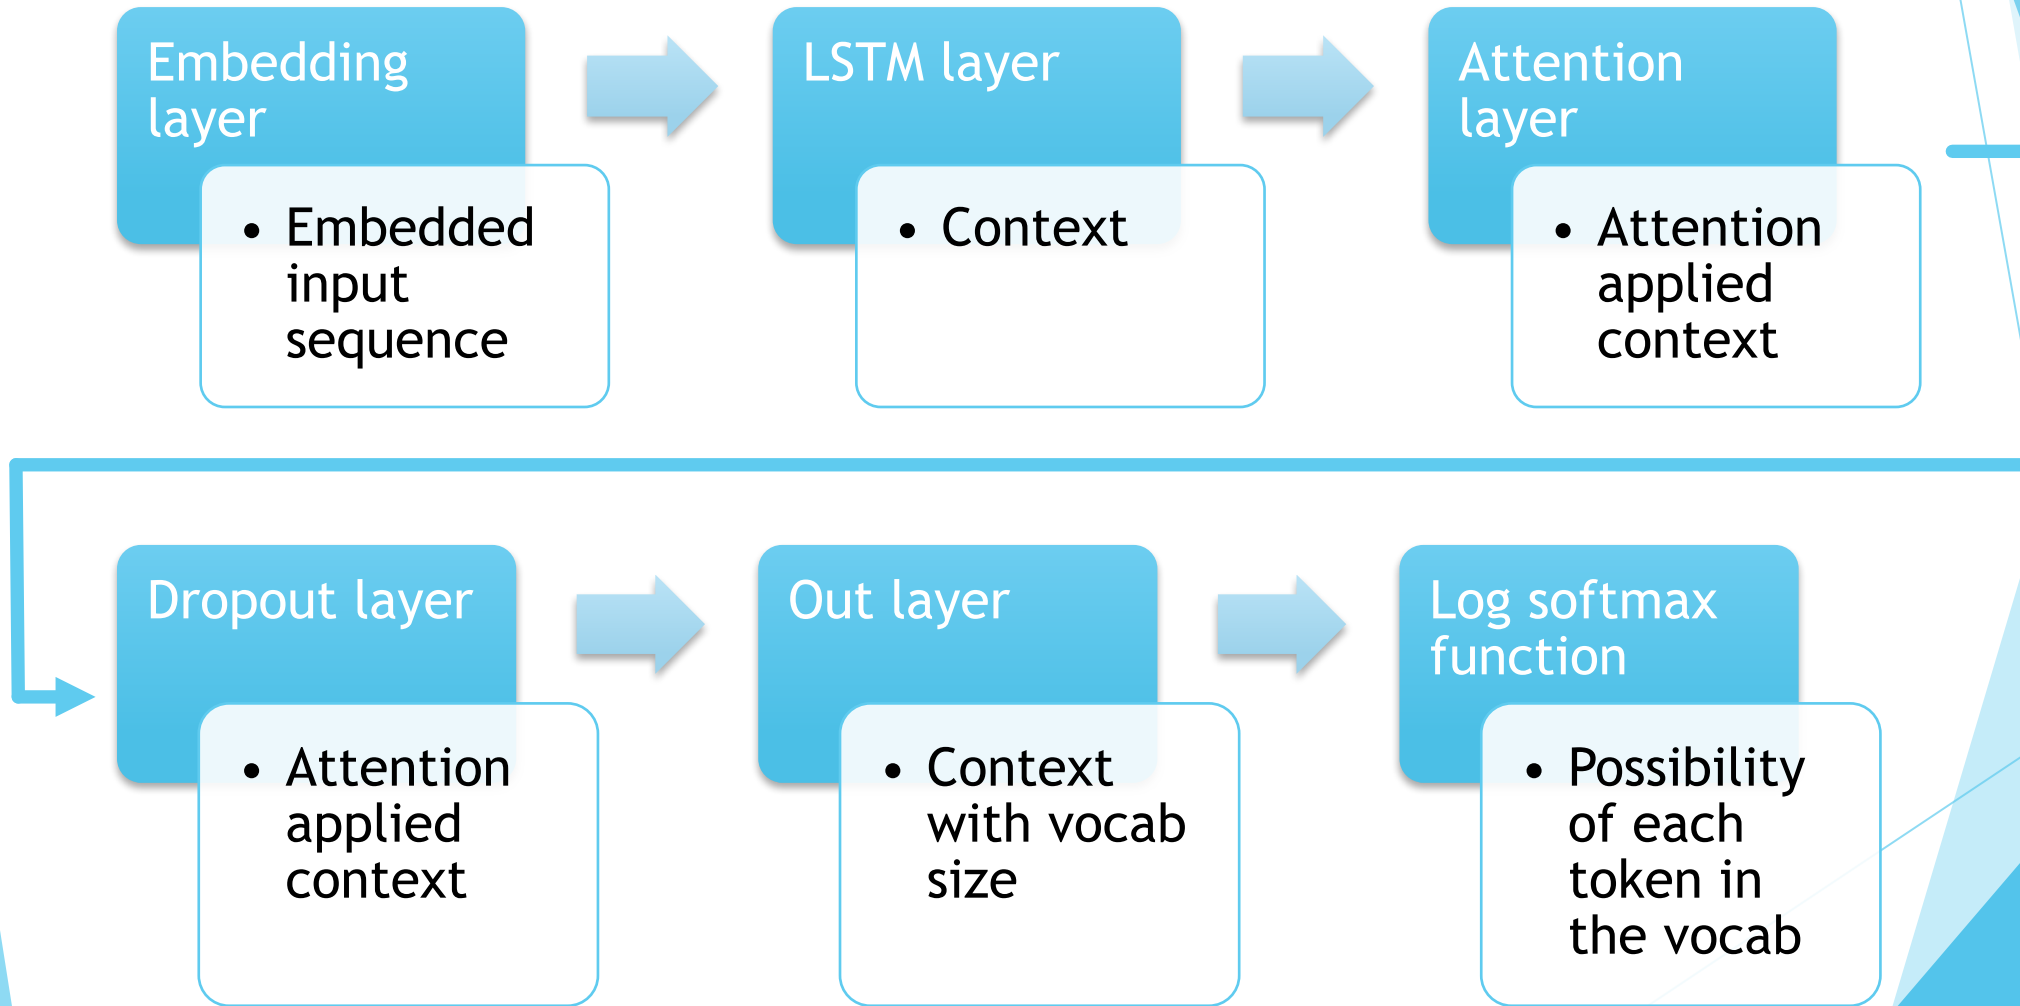 Embedding
layer
• Embedded
input
sequence
LSTM layer
• Context
Attention
layer
• Attention
applied
context
Dropout layer
• Attention
applied
context
Out layer
• Context
with vocab
size
Log softmax
function
• Possibility
of each
token in
the vocab